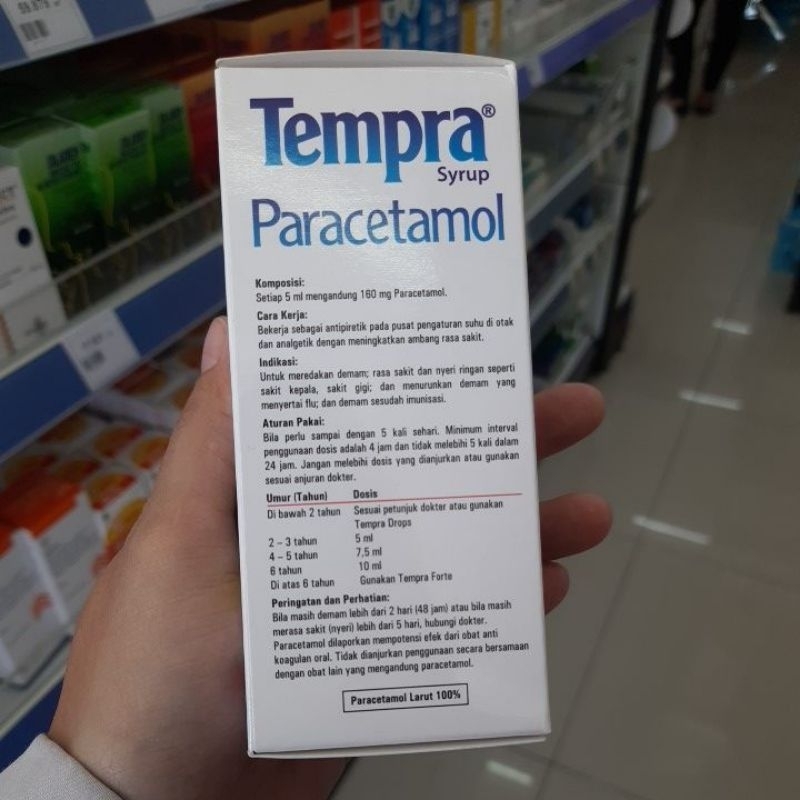 Tempra®
Syrup
Paracetamol
Komposisi:
Setiap 5 ml mengandung 160 mg Paracetamol.
Cara Kerja:
Bekerja sebagai antipiretik pada pusat pengaturan suhu di otak
dan analgetik dengan meningkatkan ambang rasa sakit.
Indikasi:
Untuk meredakan demam; rasa sakit dan nyeri ringan seperti
sakit kepala, sakit gigi; dan menurunkan demam yang
menyertai flu; dan demam sesudah imunisasi.
Aturan Pakai:
Bila perlu sampai dengan 5 kali sehari. Minimum interval
penggunaan dosis adalah 4 jam dan tidak melebihi 5 kali dalam
24 jam. Jangan melebihi dosis yang dianjurkan atau gunakan
sesuai anjuran dokter.
Umur (Tahun) Dosis
Di bawah 2 tahun Sesuai petunjuk dokter atau gunakan
Tempra Drops
2 – 3 tahun 5 ml
4 – 5 tahun 7,5 ml
6 tahun 10 ml
Di atas 6 tahun Gunakan Tempra Forte
Peringatan dan Perhatian:
Bila masih demam lebih dari 2 hari (48 jam) atau bila masih
merasa sakit (nyeri) lebih dari 5 hari, hubungi dokter.
Paracetamol dilaporkan mempotensi efek dari obat anti
koagulan oral. Tidak dianjurkan penggunaan secara bersamaan
dengan obat lain yang mengandung paracetamol.
Paracetamol Larut 100%